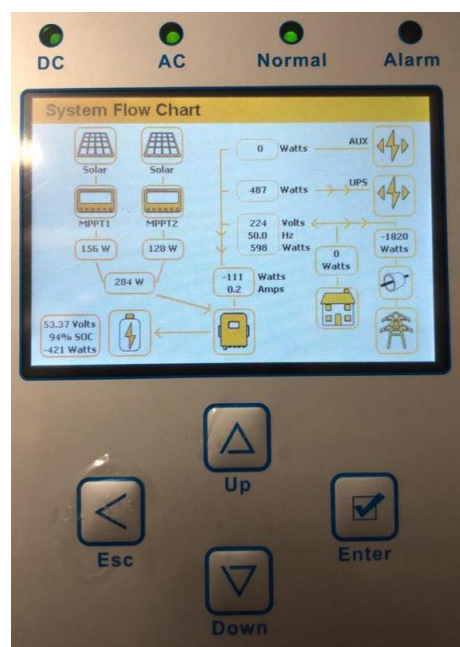 DC AC Normal Alarm
System Flow Chart
Solar Solar
MPPT1 MPPT2
156 W 128 W
284 W
53.37 Volts
94% SOC
-421 Watts
0 Watts AUX
487 Watts UPS
224 Volts
50.0 Hz
598 Watts
-111 Watts
0.2 Amps
0
Watts
-1820
Watts
Up
Esc
Enter
Down